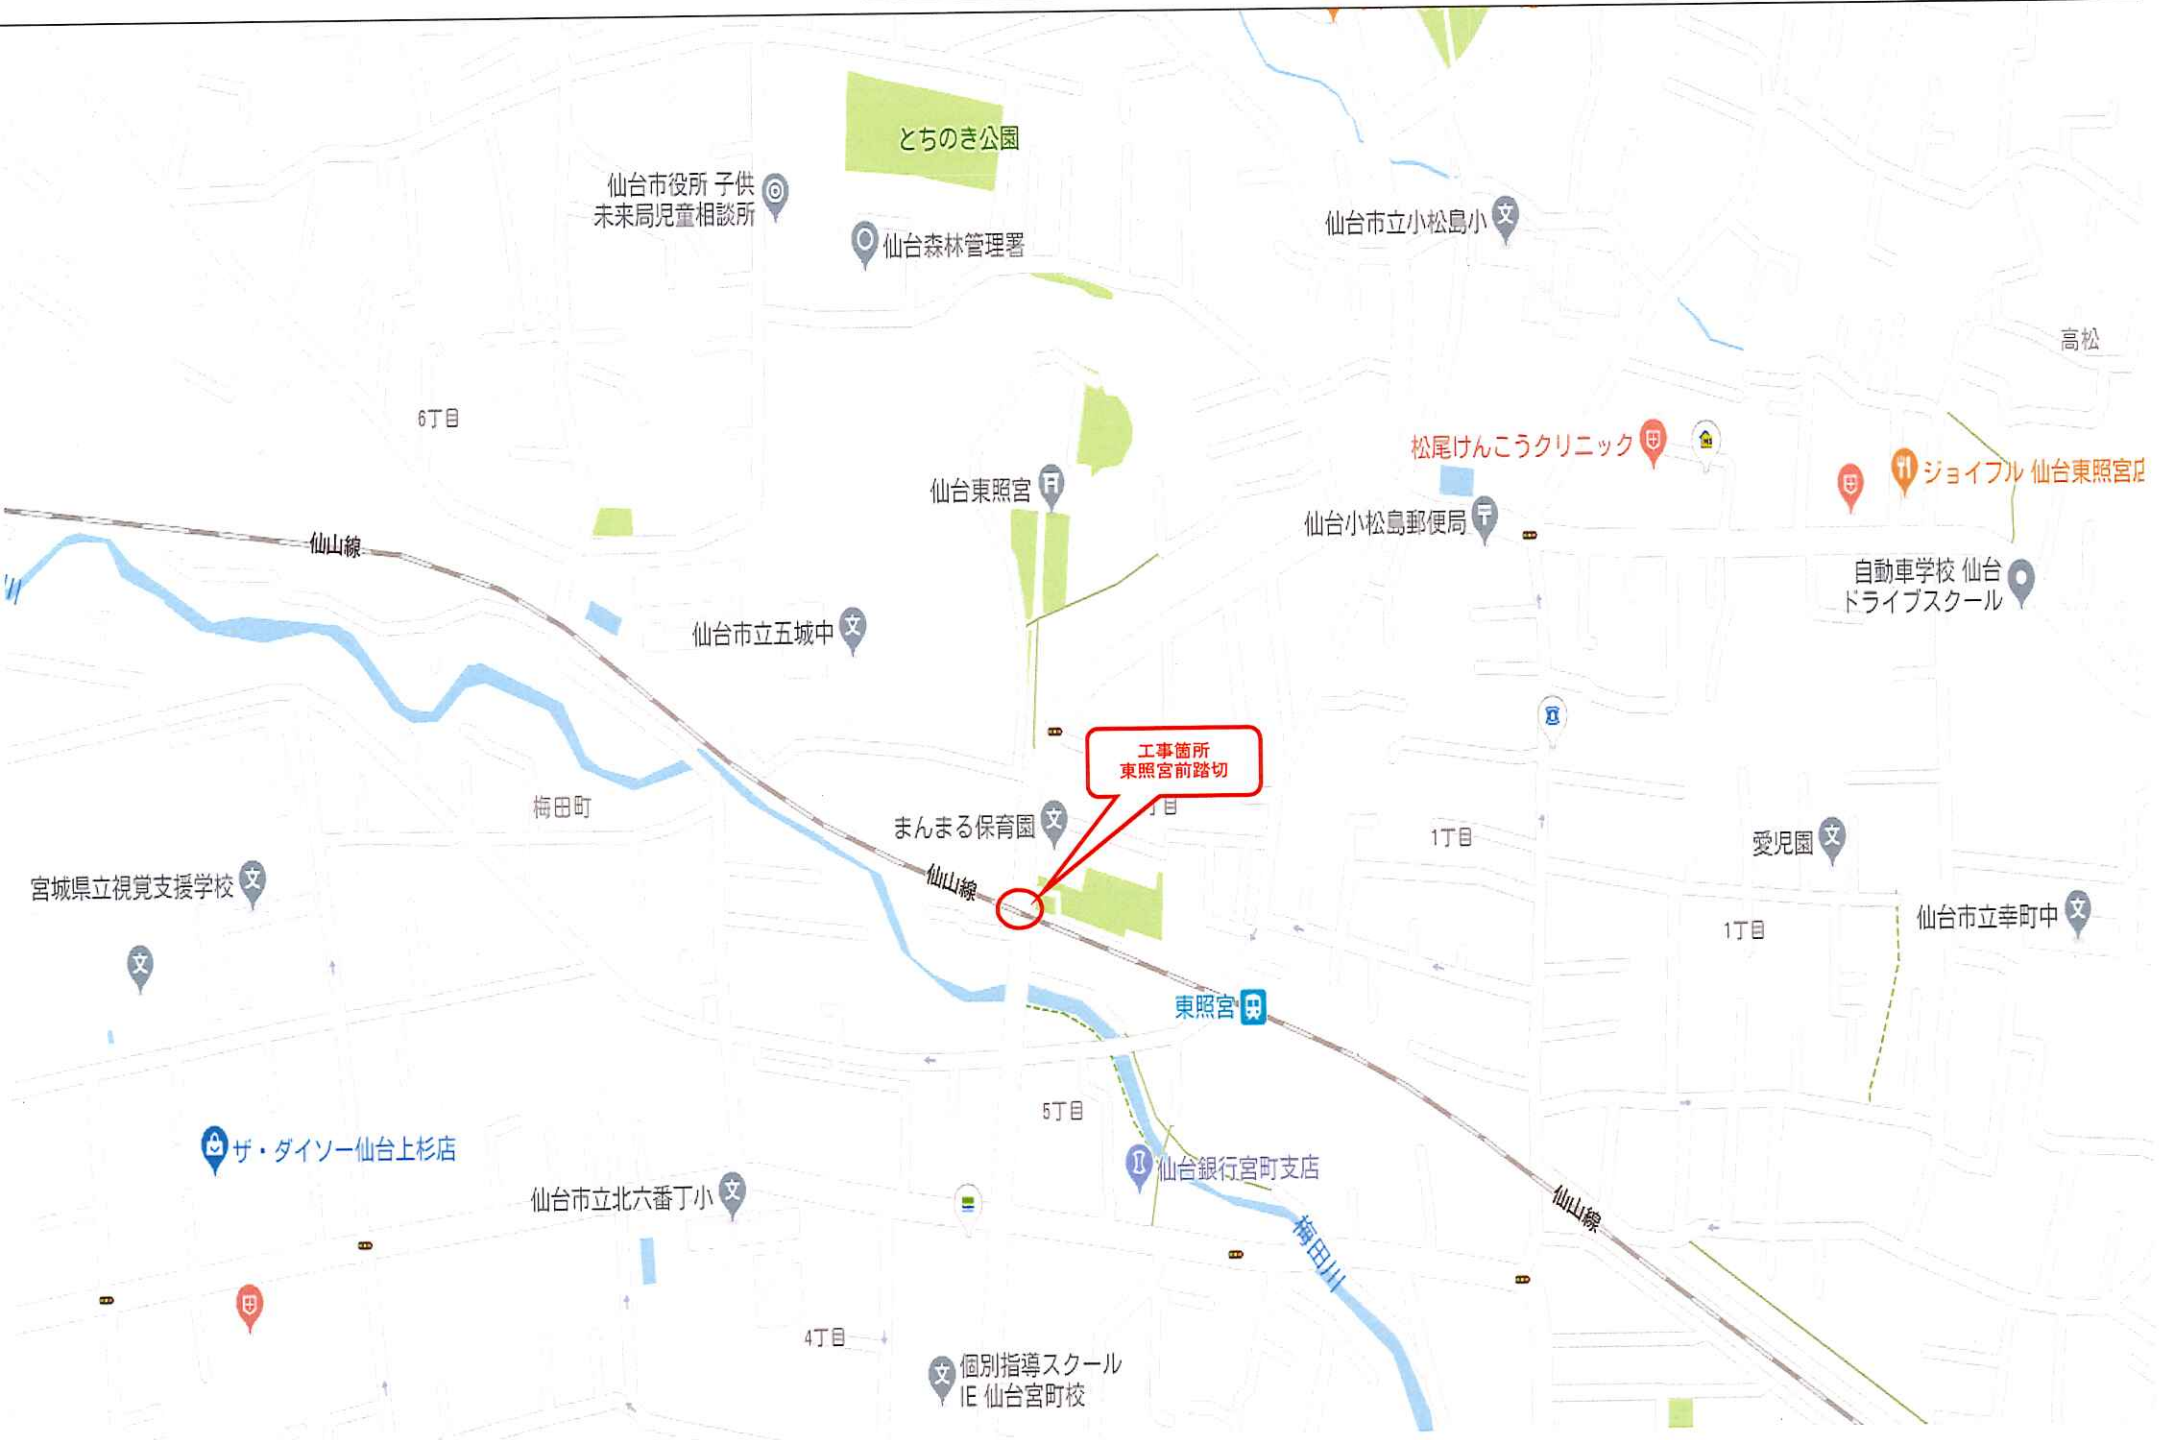 とちのき公園
仙台市役所 子供
未来局児童相談所
仙台森林管理署
仙台市立小松島小
高松
6丁目
松尾けんこうクリニック
ジョイフル 仙台東照宮店
仙台東照宮
仙台小松島郵便局
仙山線
自動車学校 仙台
ドライブスクール
川
仙台市立五城中
工事箇所
東照宮前踏切
梅田町
丁目
まんまる保育園
1丁目
愛児園
宮城県立視覚支援学校
仙山線
仙台市立幸町中
1丁目
東照宮
5丁目
ザ・ダイソー仙台上杉店
仙台銀行宮町支店
仙台市立北六番丁小
仙山線
梅田川
4丁目
個別指導スクール
IE 仙台宮町校